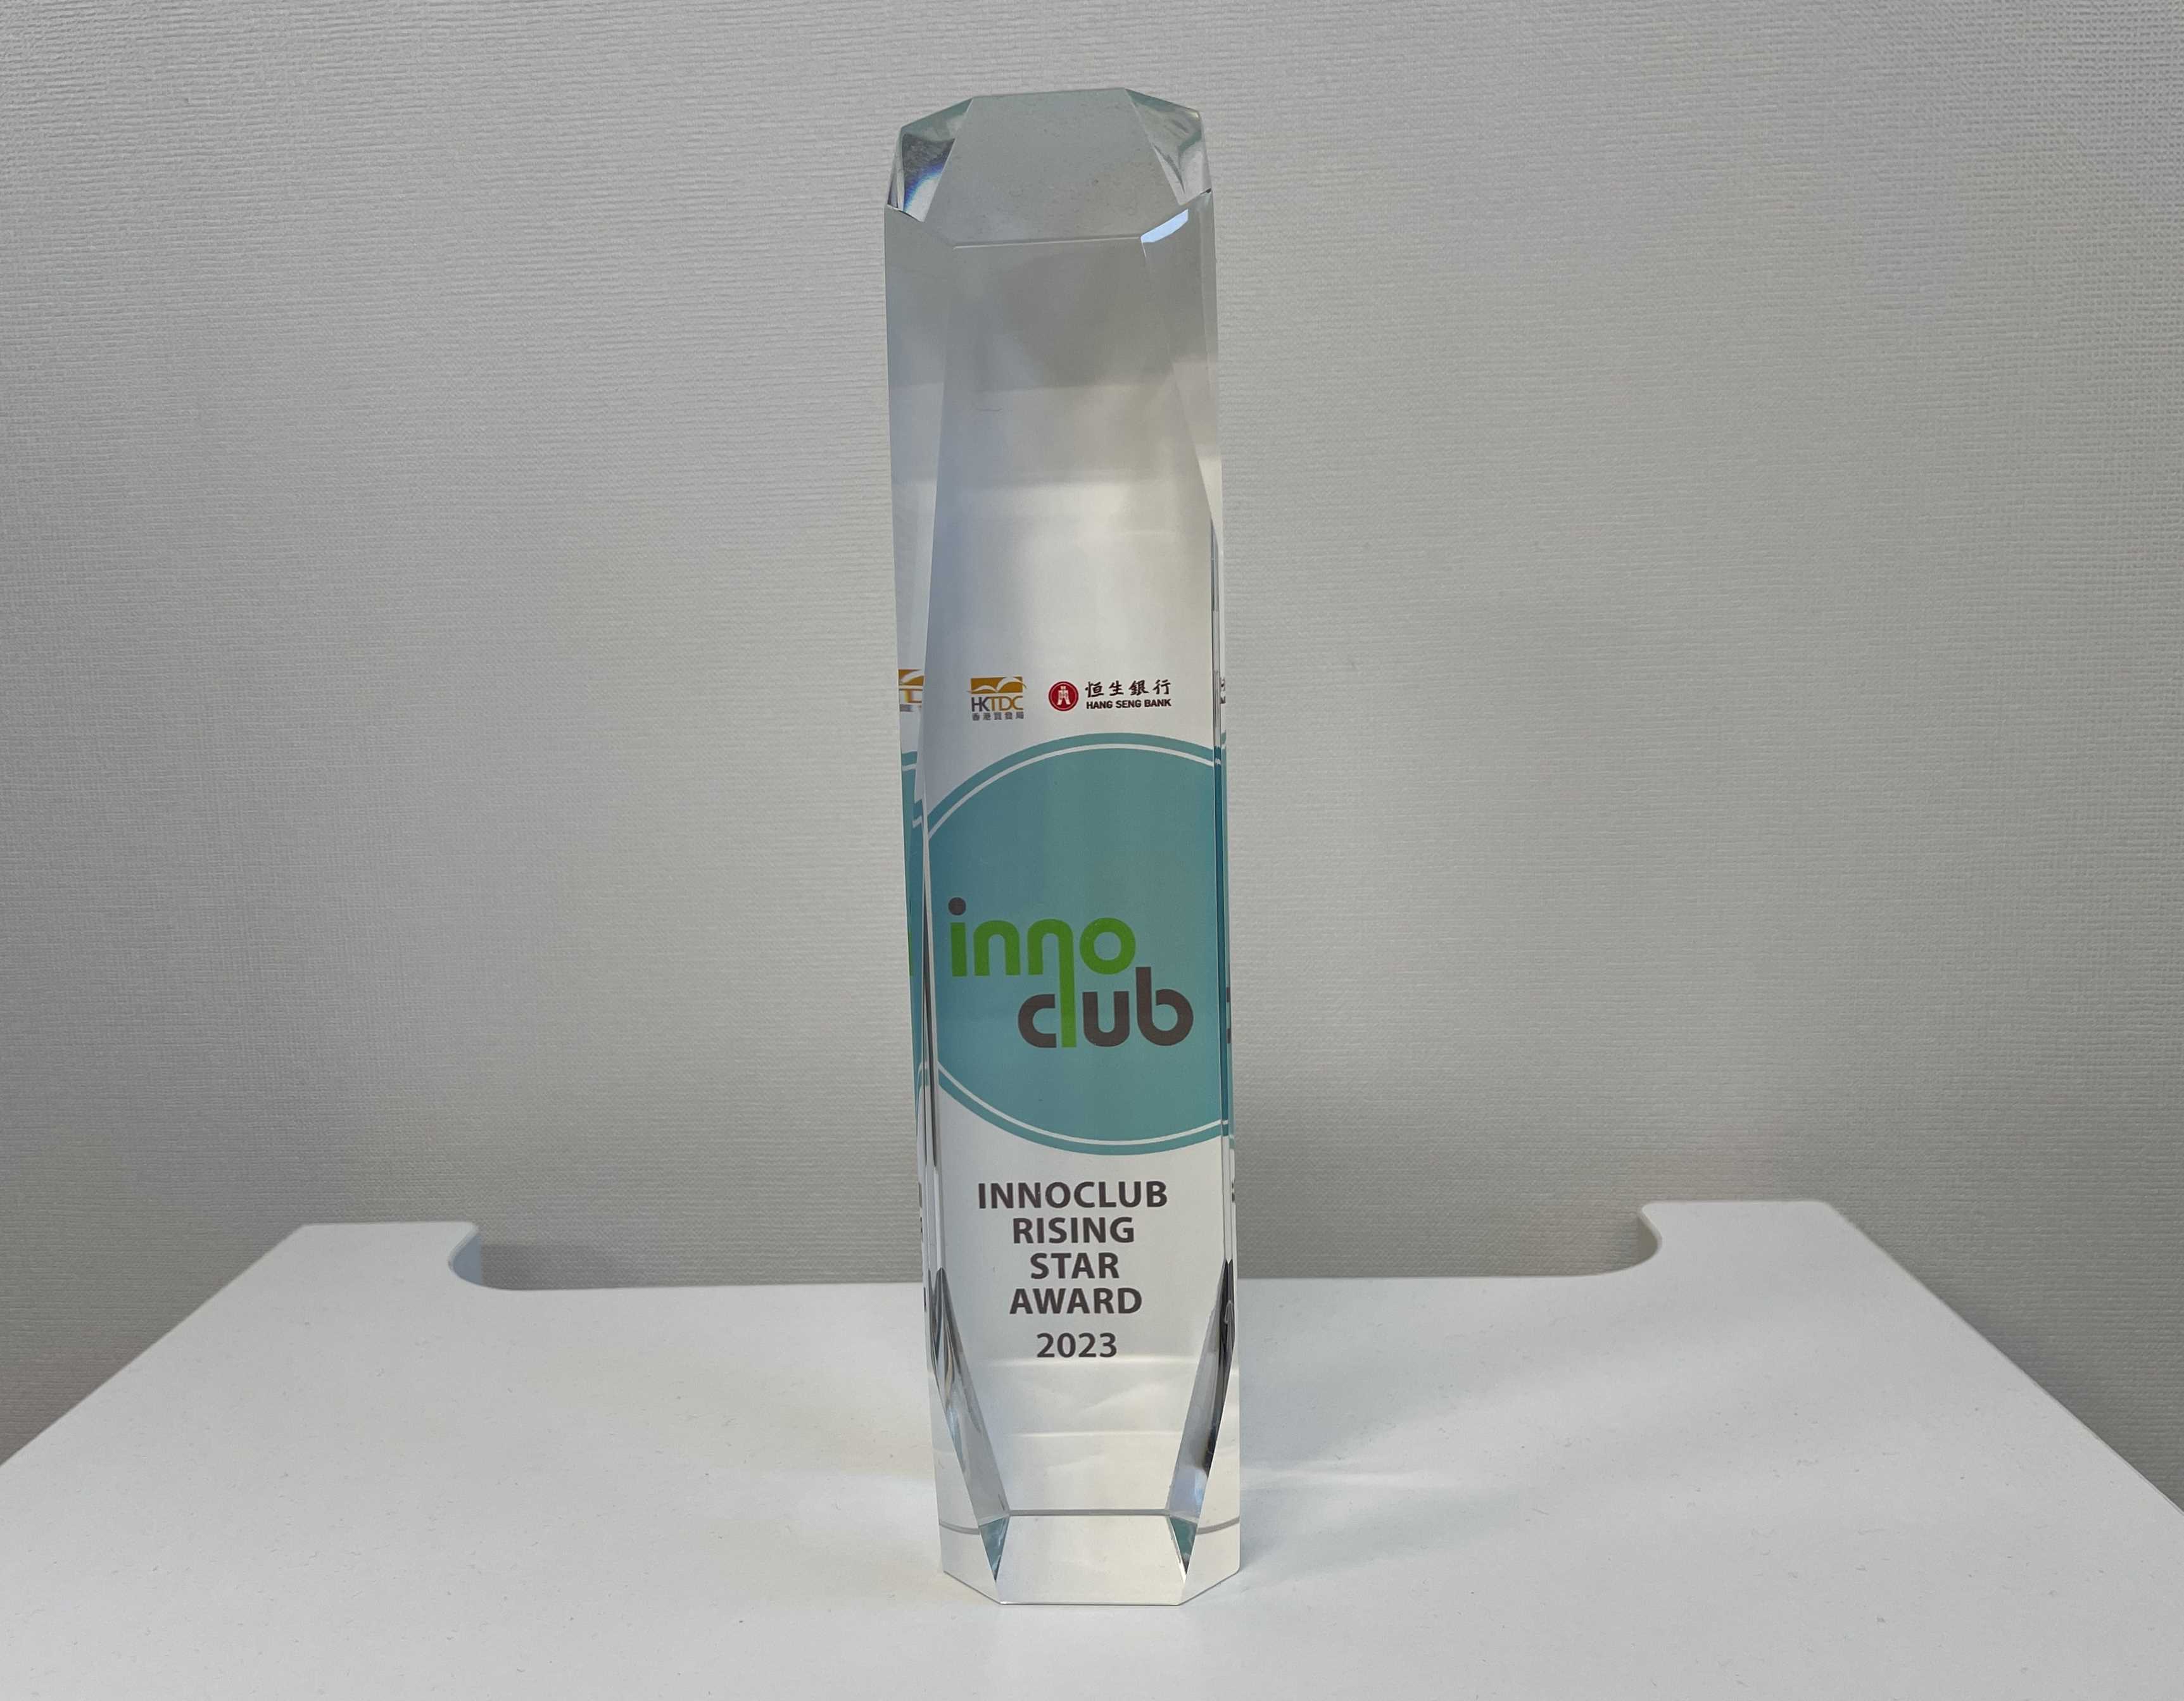 HKTDC
香港貿發局
恒生銀行
HANG SENG BANK
inno
club
INNOCLUB
RISING
STAR
AWARD
2023